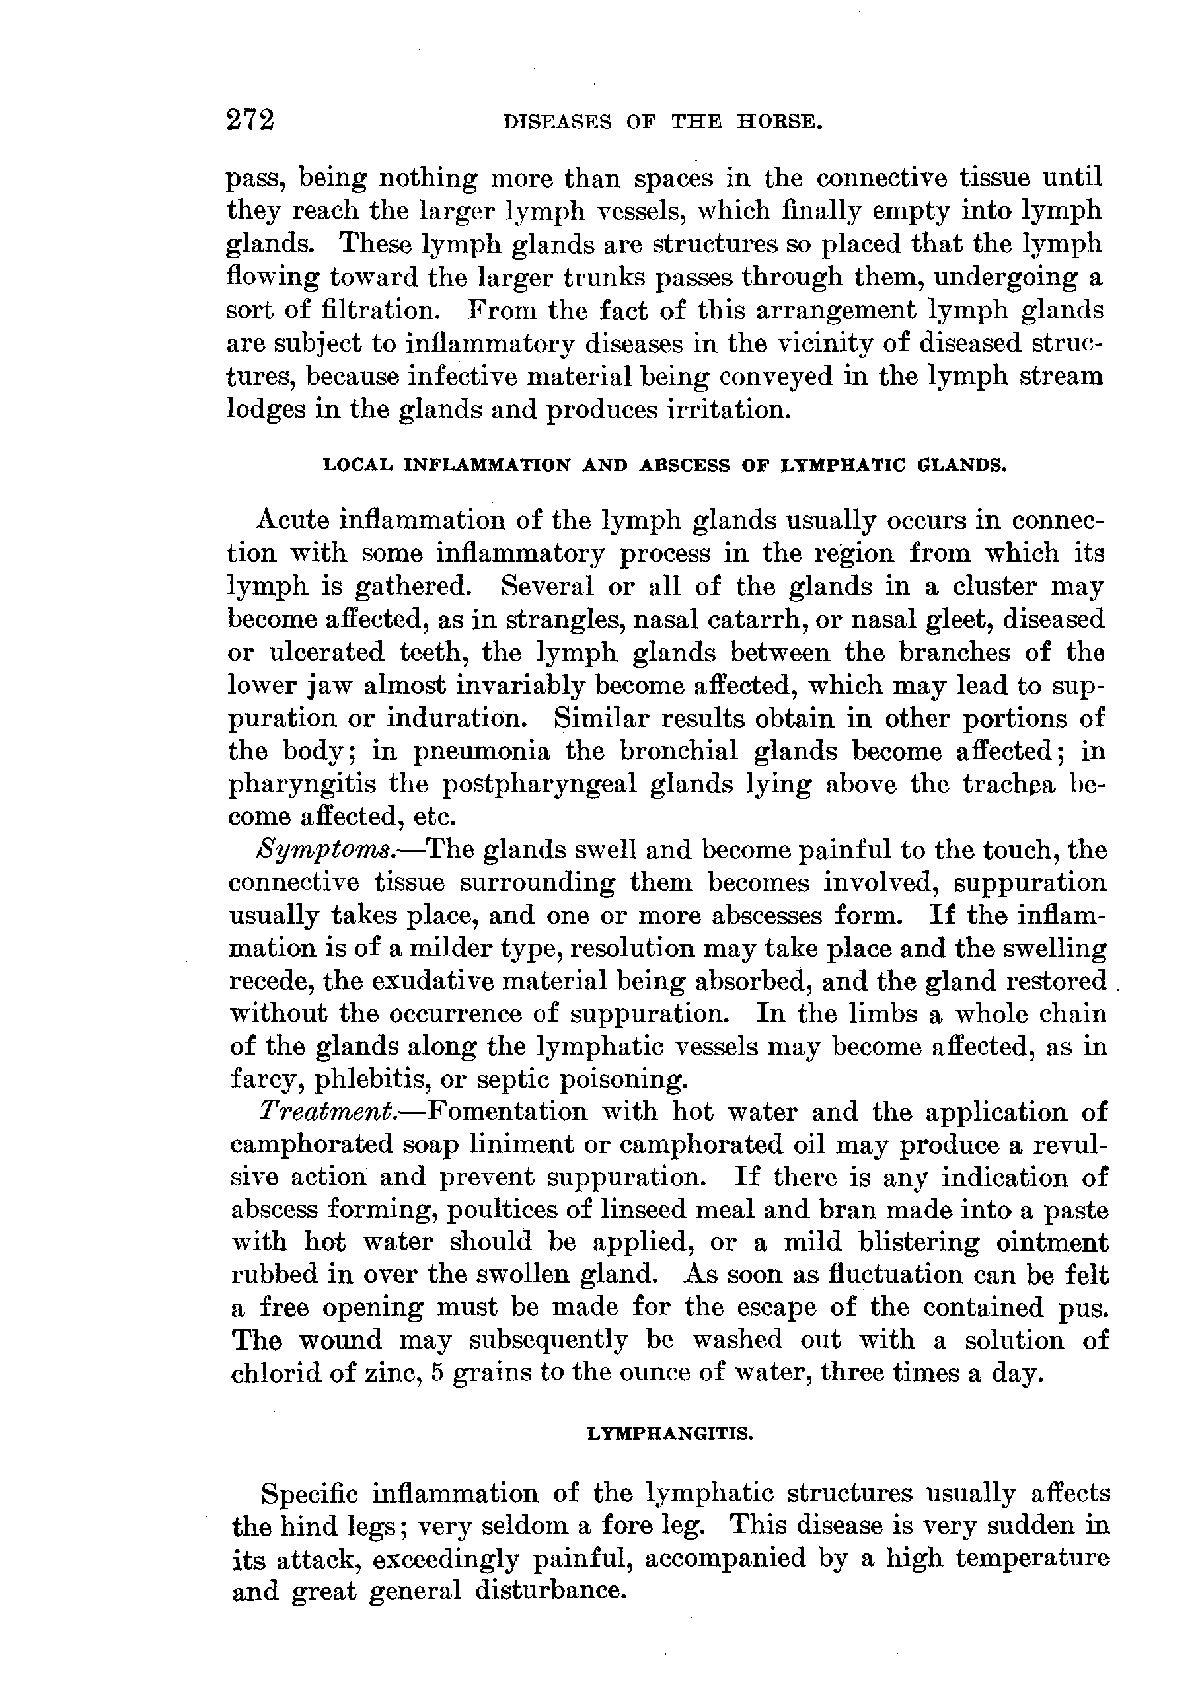 272 DISEASES OF THE HORSE.
pass, being nothing more than spaces in the connective tissue until
they reach the larger lymph vessels, which finally empty into lymph
glands. These lymph glands are structures so placed that the lymph
flowing toward the larger trunks passes through them, undergoing a
sort of filtration. From the fact of this arrangement lymph glands
are subject to inflammatory diseases in the vicinity of diseased struc-
tures, because infective material being conveyed in the lymph stream
lodges in the glands and produces irritation.
LOCAL INFLAMMATION AND ABSCESS OF LYMPHATIC GLANDS.
Acute inflammation of the lymph glands usually occurs in connec-
tion with some inflammatory process in the region from which its
lymph is gathered. Several or all of the glands in a cluster may
become affected, as in strangles, nasal catarrh, or nasal gleet, diseased
or ulcerated teeth, the lymph glands between the branches of the
lower jaw almost invariably become affected, which may lead to sup-
puration or induration. Similar results obtain in other portions of
the body; in pneumonia the bronchial glands become affected; in
pharyngitis the postpharyngeal glands lying above the trachea be-
come affected, etc.
Symptoms.—The glands swell and become painful to the touch, the
connective tissue surrounding them becomes involved, suppuration
usually takes place, and one or more abscesses form. If the inflam-
mation is of a milder type, resolution may take place and the swelling
recede, the exudative material being absorbed, and the gland restored
without the occurrence of suppuration. In the limbs a whole chain
of the glands along the lymphatic vessels may become affected, as in
farcy, phlebitis, or septic poisoning.
Treatment.—Fomentation with hot water and the application of
camphorated soap liniment or camphorated oil may produce a revul-
sive action and prevent suppuration. If there is any indication of
abscess forming, poultices of linseed meal and bran made into a paste
with hot water should be applied, or a mild blistering ointment
rubbed in over the swollen gland. As soon as fluctuation can be felt
a free opening must be made for the escape of the contained pus.
The wound may subsequently be washed out with a solution of
chlorid of zinc, 5 grains to the ounce of water, three times a day.
LYMPHANGITIS.
Specific inflammation of the lymphatic structures usually affects
the hind legs; very seldom a fore leg. This disease is very sudden in
its attack, exceedingly painful, accompanied by a high temperature
and great general disturbance.